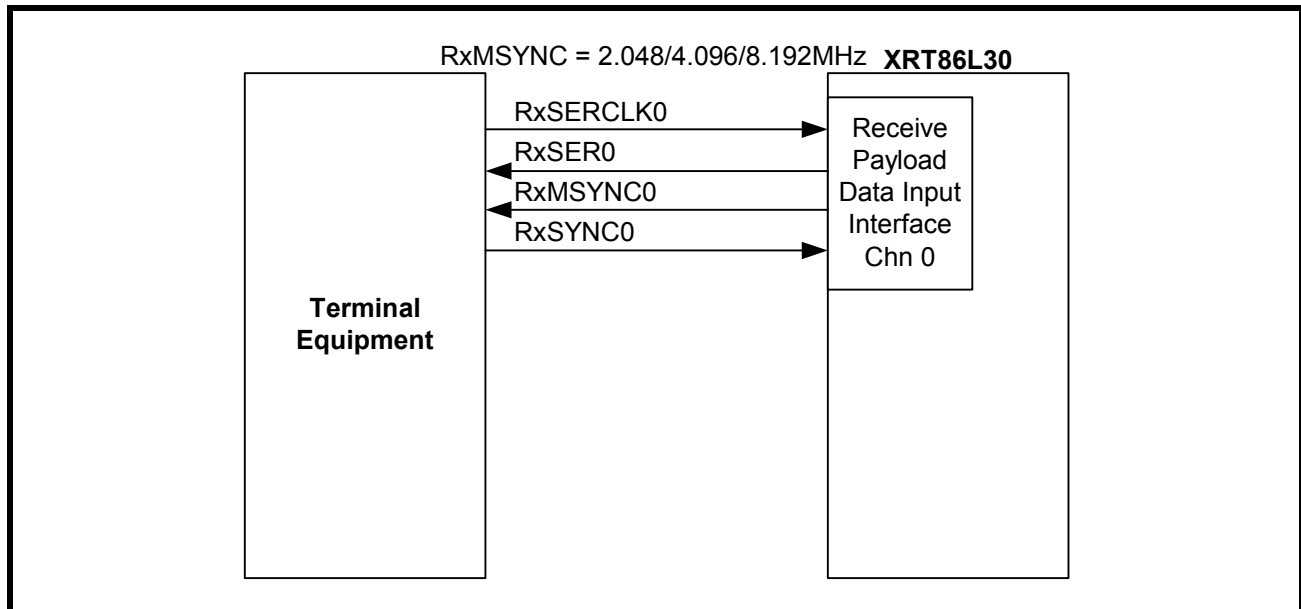 RxMSYNC = 2.048/4.096/8.192MHz XRT86L30
RxSERCLK0
RxSER0
RxMSYNC0
RxSYNC0
Receive
Payload
Data Input
Interface
Chn 0
Terminal
Equipment